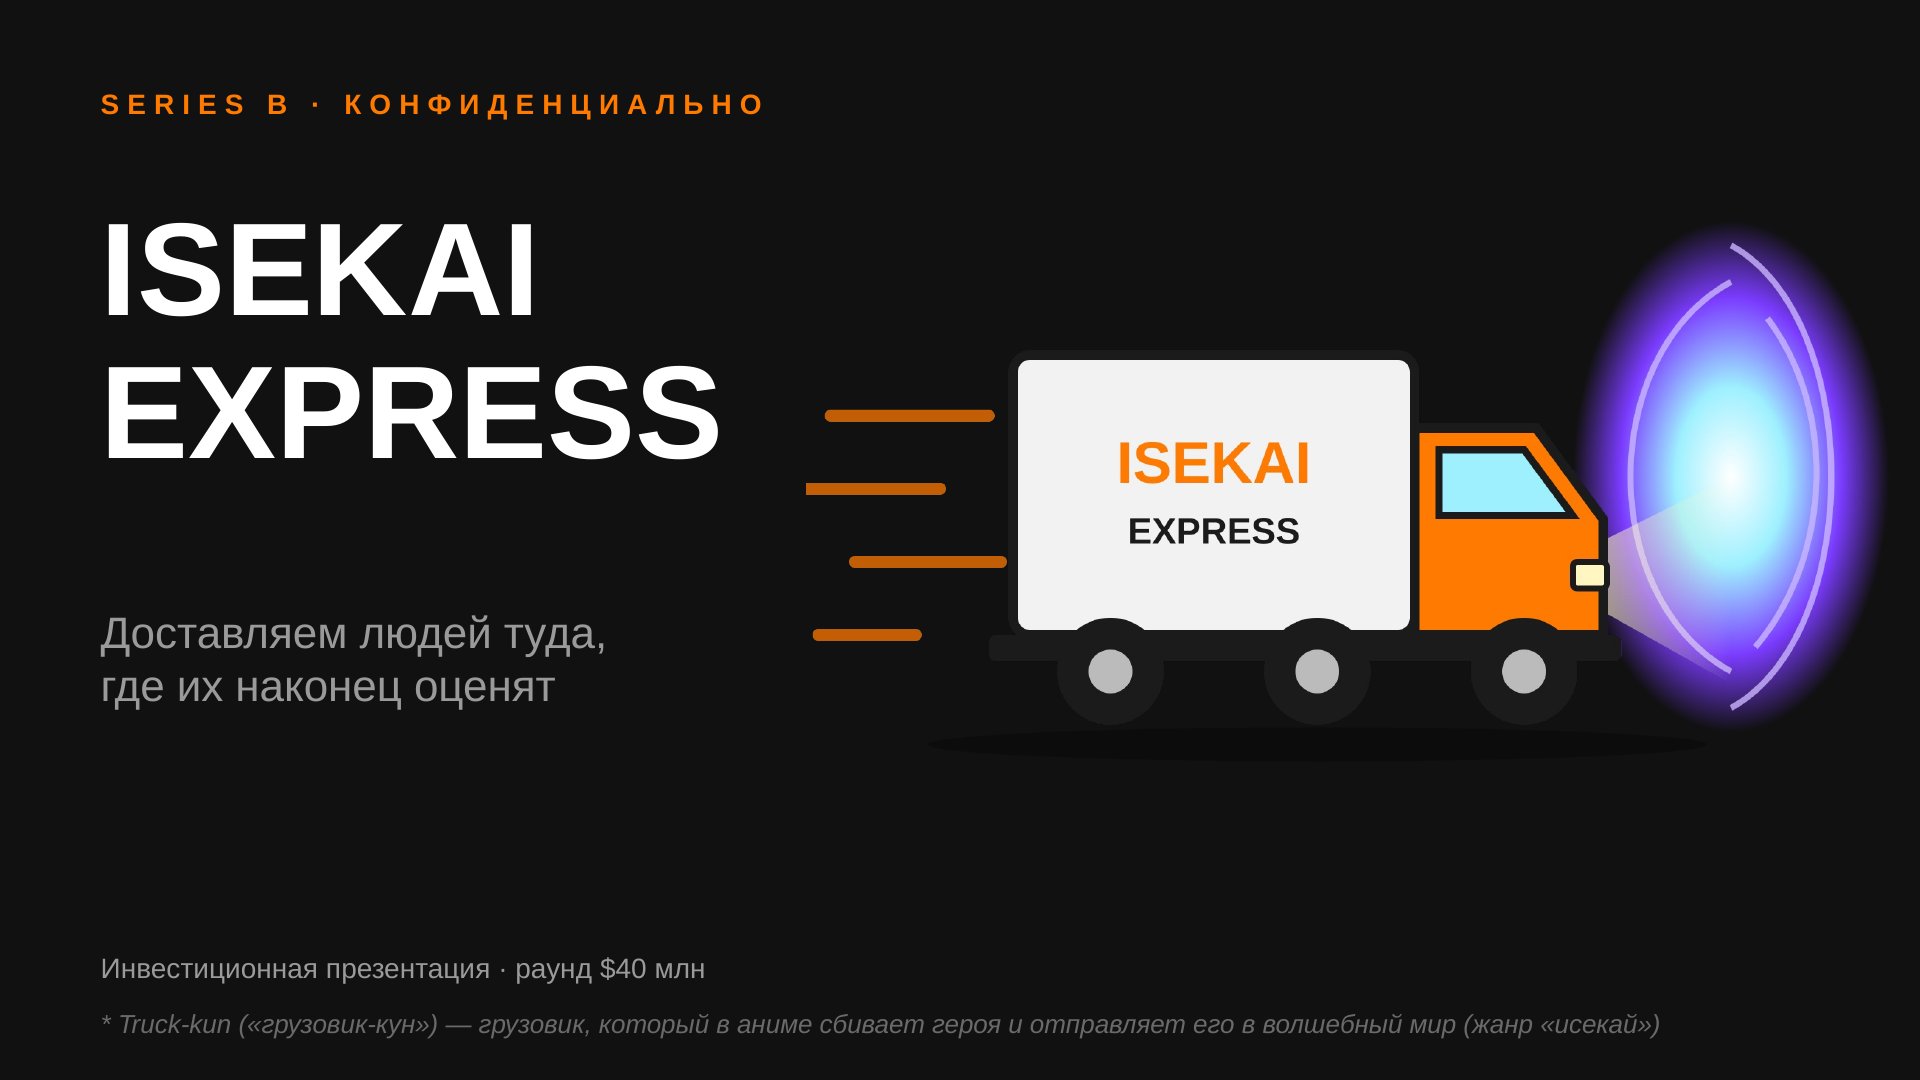 SERIES B · КОНФИДЕНЦИАЛЬНО
ISEKAI
EXPRESS
ISEKAI
EXPRESS
Доставляем людей туда,
где их наконец оценят
Инвестиционная презентация · раунд $40 млн
* Truck-kun («грузовик-кун») — грузовик, который в аниме сбивает героя и отправляет его в волшебный мир (жанр «исекай»)